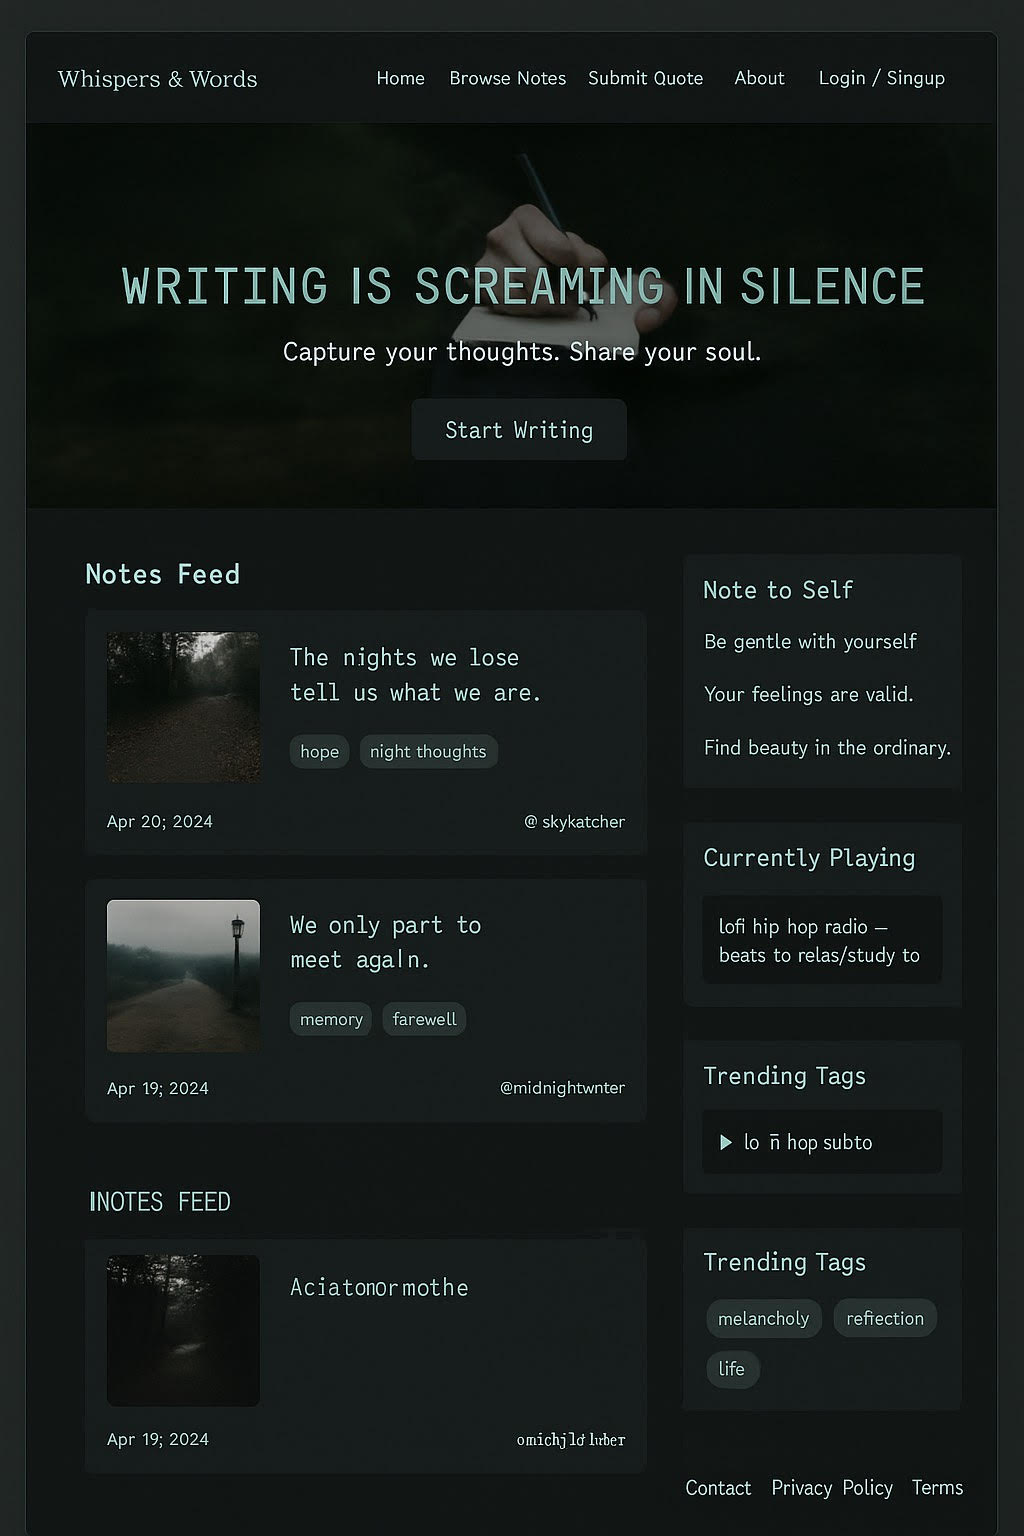 Whispers & Words
Home Browse Notes Submit Quote About Login / Singup
WRITING IS SCREAMING IN SILENCE
Capture your thoughts. Share your soul.
Start Writing
Notes Feed
The nights we lose
tell us what we are.
hope night thoughts
Apr 20; 2024 @ skykatcher
We only part to
meet again.
memory farewell
Apr 19; 2024 @midnightwnter
INOTES FEED
Aciatonormothe
Apr 19; 2024
Note to Self
Be gentle with yourself
Your feelings are valid.
Find beauty in the ordinary.
Currently Playing
lofi hip hop radio –
beats to relas/study to
Trending Tags
lo n̄ hop subto
Trending Tags
melancholy refiection
life
Contact Privacy Policy Terms